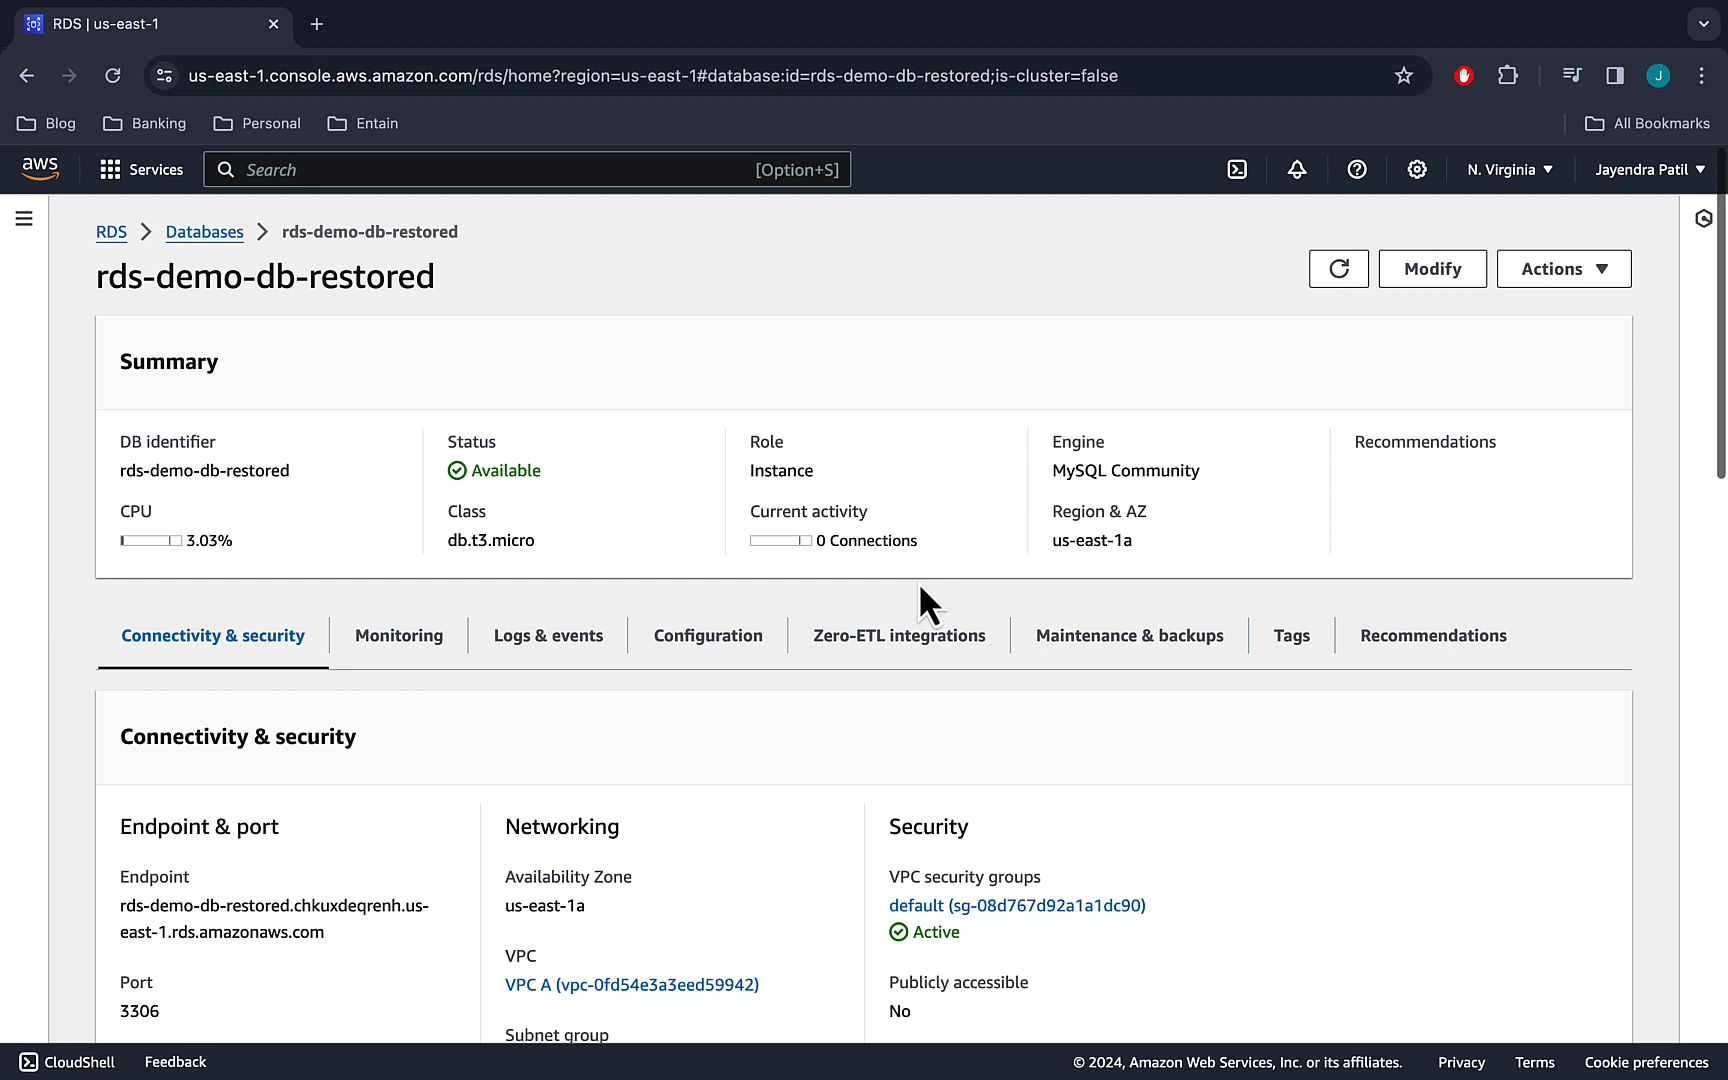 RDS | us-east-1
us-east-1.console.aws.amazon.com/rds/home?region=us-east-1#database:id=rds-demo-db-restored;is-cluster=false
J
Blog Banking Personal Entain All Bookmarks
aws Services Search [Option+S] N. Virginia Jayendra Patil
RDS Databases rds-demo-db-restored
rds-demo-db-restored
Modify Actions
Summary
DB identifier Status Role Engine Recommendations
rds-demo-db-restored Available Instance MySQL Community
CPU Class Current activity Region & AZ
3.03% db.t3.micro 0 Connections us-east-1a
Connectivity & security Monitoring Logs & events Configuration Zero-ETL integrations Maintenance & backups Tags Recommendations
Connectivity & security
Endpoint & port Networking Security
Endpoint Availability Zone VPC security groups
rds-demo-db-restored.chkuxdeqrenh.us- us-east-1a default (sg-08d767d92a1a1dc90)
east-1.rds.amazonaws.com Active
VPC
Port VPC A (vpc-0fd54e3a3eed59942) Publicly accessible
3306 No
Subnet group
CloudShell Feedback © 2024, Amazon Web Services, Inc. or its affiliates. Privacy Terms Cookie preferences